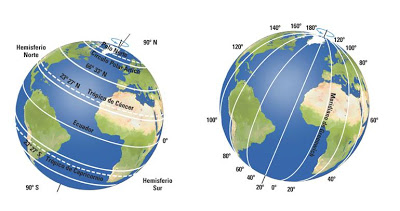 90° N
Polo Norte
Hemisferio
Norte
Círculo Polar Ártico
66° 33' N
23° 27' N
Trópico de Cáncer
Ecuador
0°
23° 27' S
Trópico de Capricornio
90° S
Hemisferio
Sur
180°
160°
140°
120°
140°
120°
100°
80°
60°
Meridiano de Greenwich
100°
80°
60°
40°
20°
0°
20°
40°